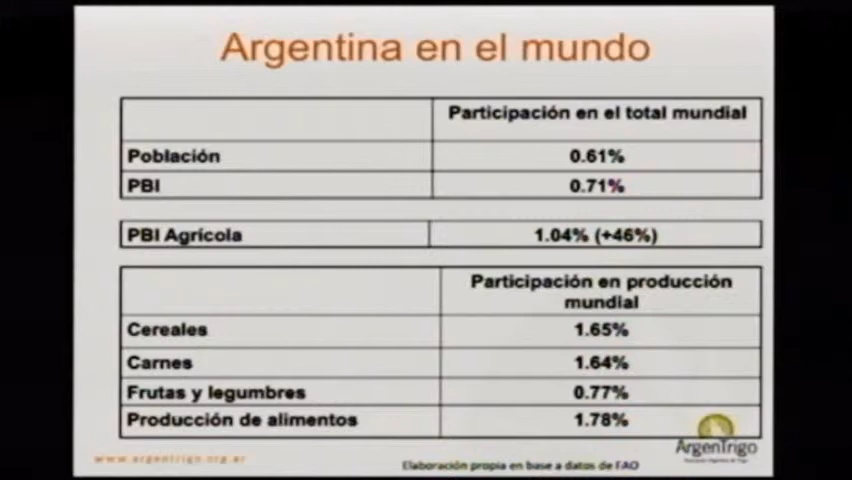 Argentina en el mundo
Participación en el total mundial
Población 0.61%
PBI 0.71%
PBI Agrícola 1.04% (+46%)
Participación en producción
mundial
Cereales 1.65%
Carnes 1.64%
Frutas y legumbres 0.77%
Producción de alimentos 1.78%
ArgenTrigo
www.argentrigo.org.ar
Elaboración propia en base a datos de FAO